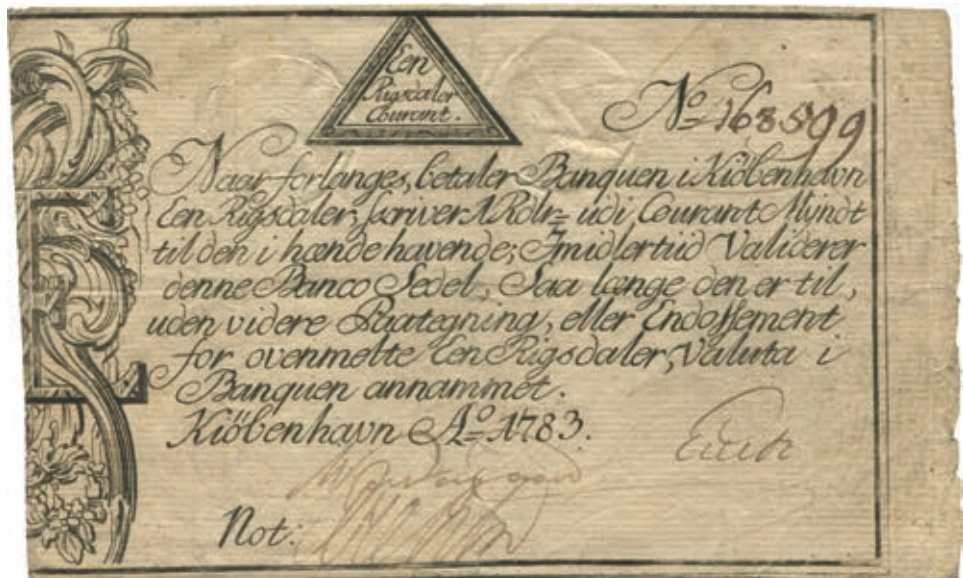 Een
Rigsdaler
Courant.
No 168599
Naar forlanges, betaler Banquen i Kiöbenhavn
Een Rigsdaler, skriver 1 Rdlr= udi Courant Myndt
til den i hænde havende; Imidlertiid Validerer
denne Banco Sedel, Saa længe den er til,
uden videre Paategning, eller Endossement
for ovenmelte Een Rigsdaler, Valuta i
Banquen annammet.
Kiöbenhavn Ao 1783.
Not: